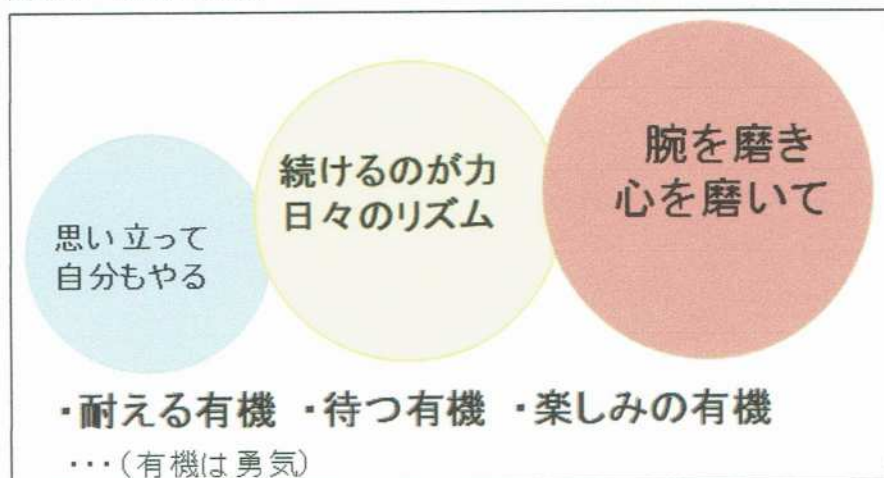 思い立って
自分もやる
続けるのが力
日々のリズム
腕を磨き
心を磨いて
・耐える有機 ・待つ有機 ・楽しみの有機
・・・(有機は勇気)